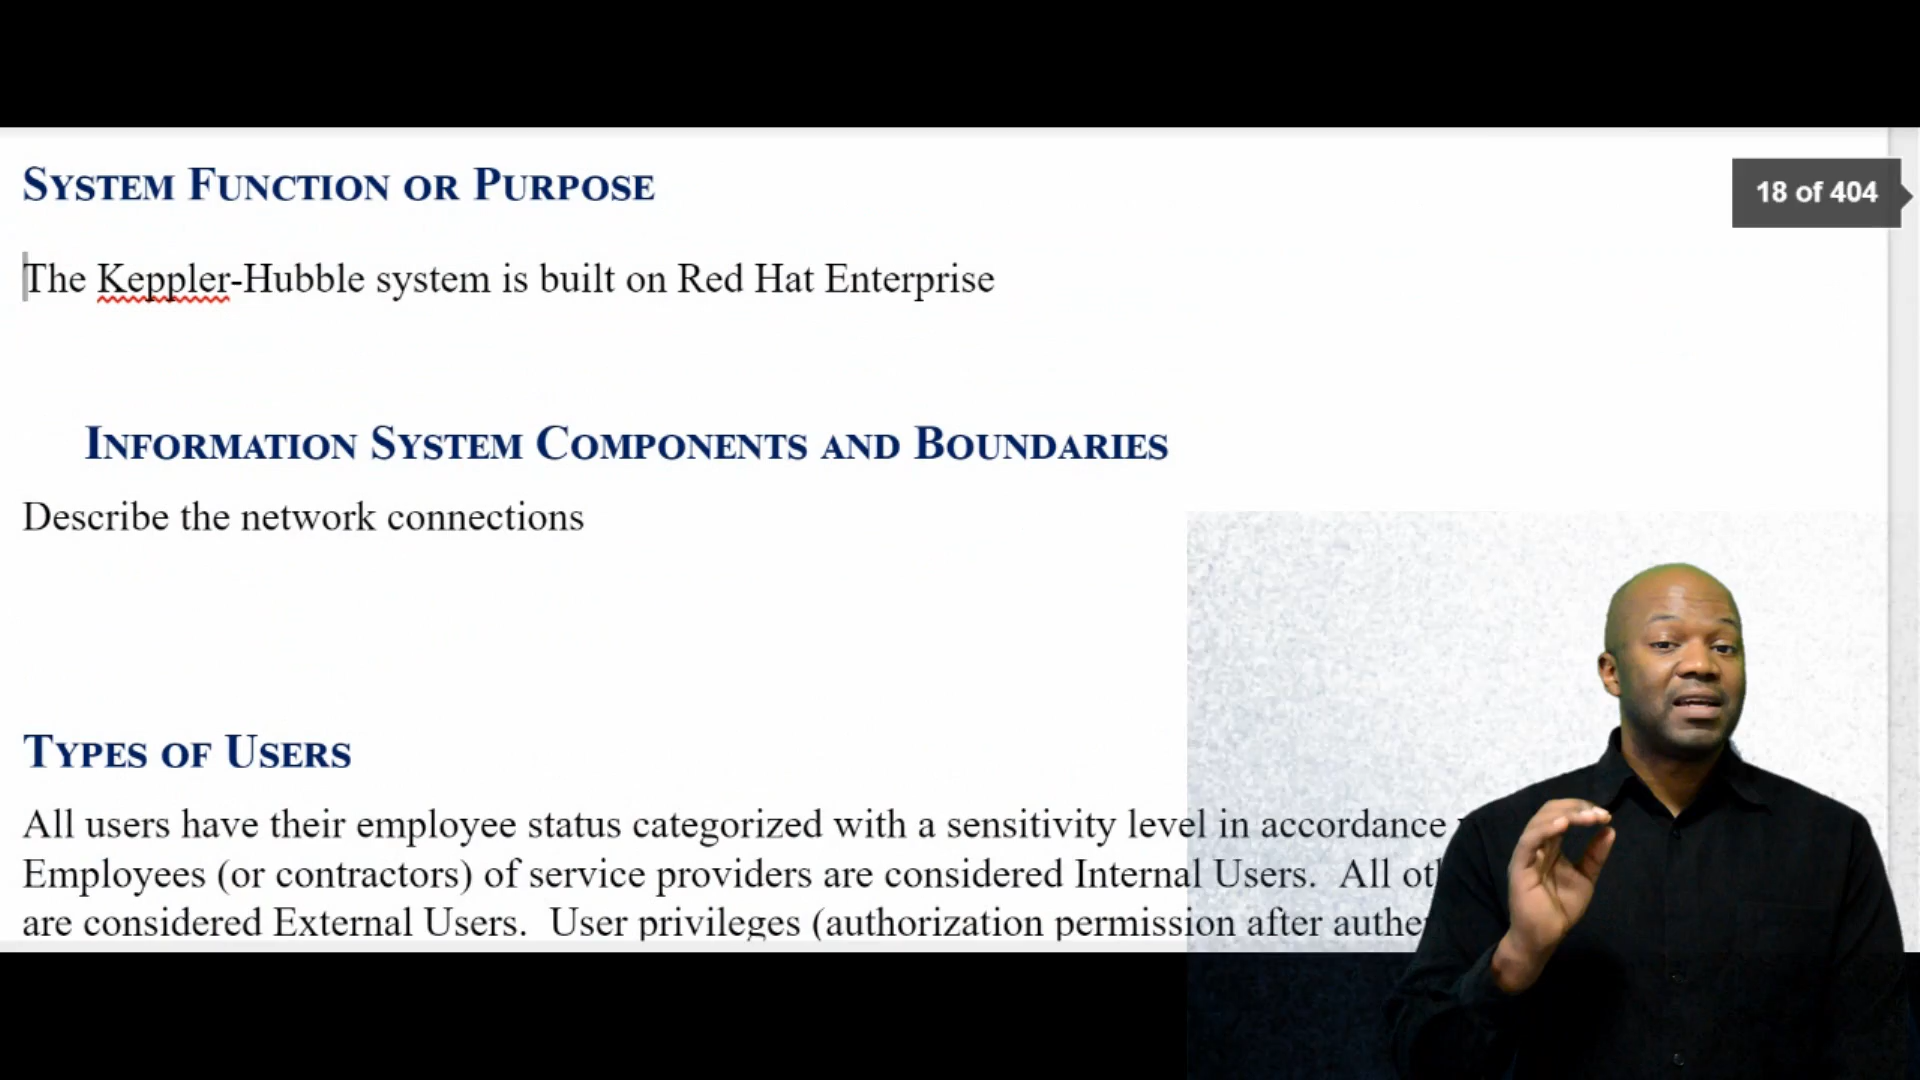 System Function or Purpose
18 of 404
The Keppler-Hubble system is built on Red Hat Enterprise
Information System Components and Boundaries
Describe the network connections
Types of Users
All users have their employee status categorized with a sensitivity level in accordance
Employees (or contractors) of service providers are considered Internal Users. All
are considered External Users. User privileges (authorization permission after